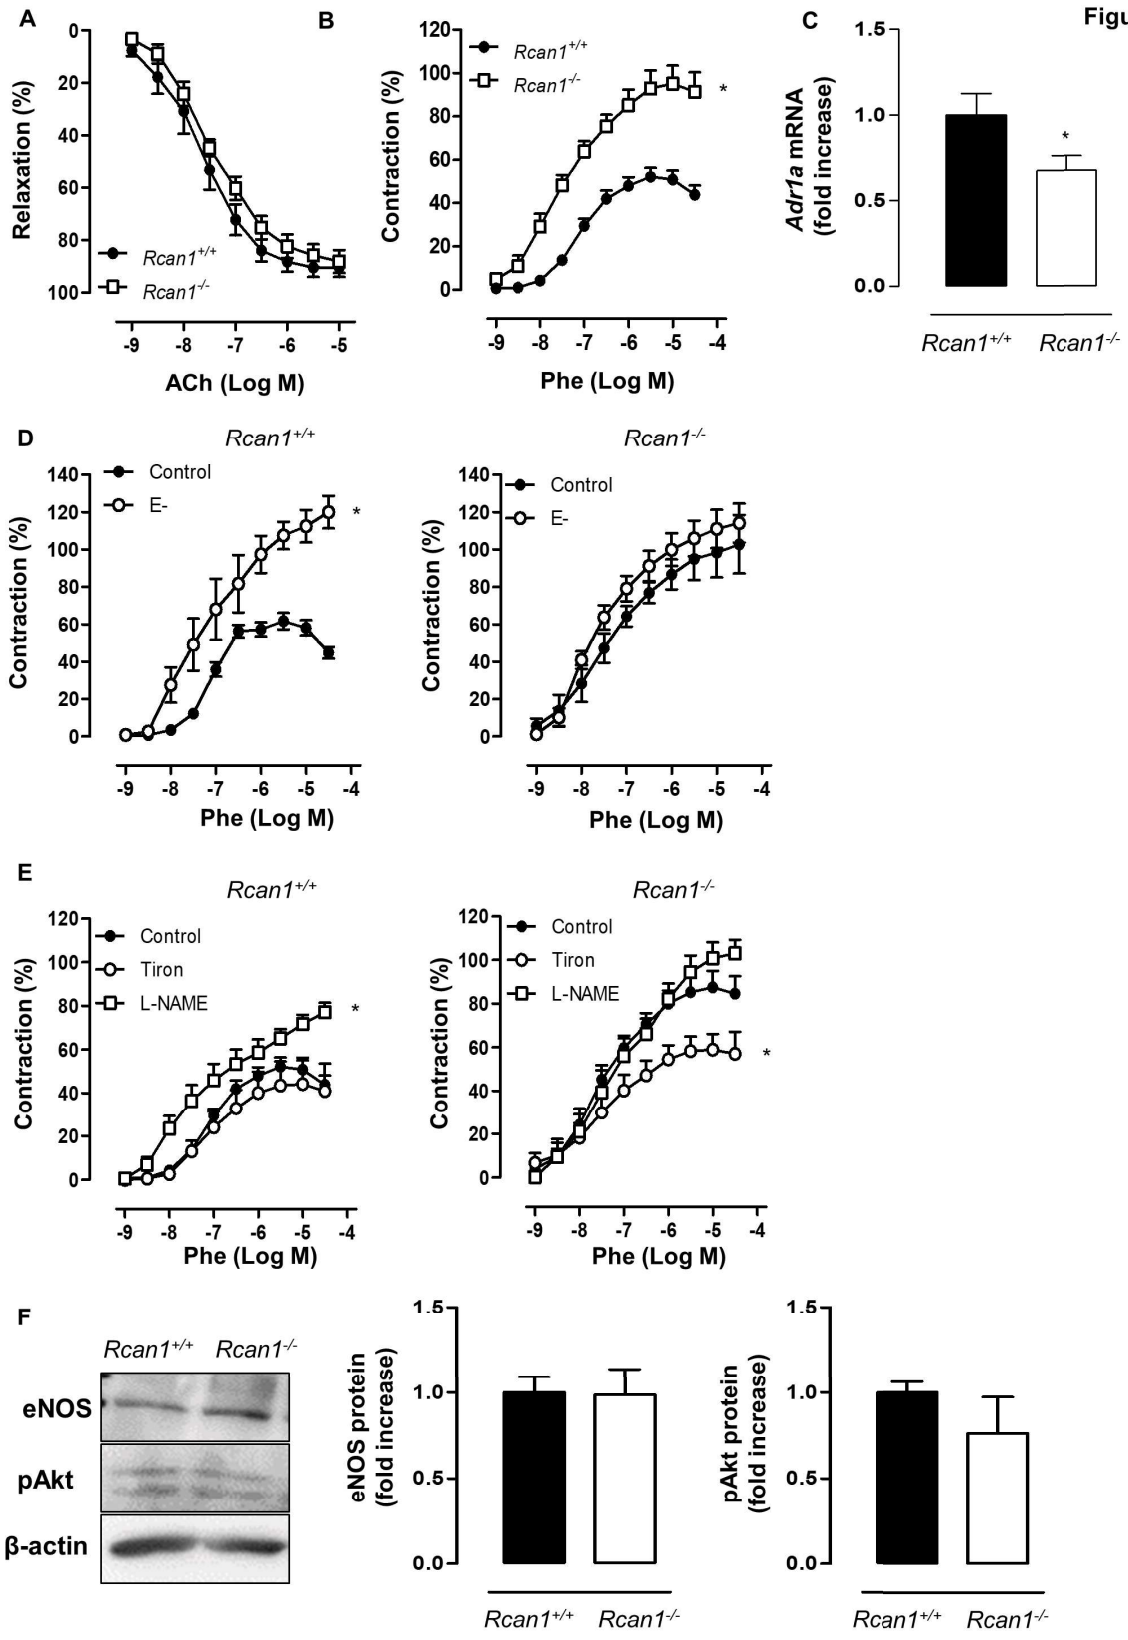 Figu
A
Relaxation (%)
0
20
40
60
80
100
Rcan1+/+
Rcan1-/-
-9 -8 -7 -6 -5
ACh (Log M)
B
Contraction (%)
120
100
80
60
40
20
0
Rcan1+/+
Rcan1-/-
*
-9 -8 -7 -6 -5 -4
Phe (Log M)
C
Adr1a mRNA
(fold increase)
1.5
1.0
0.5
0.0
*
Rcan1+/+ Rcan1-/-
D
Rcan1+/+
Contraction (%)
140
120
100
80
60
40
20
0
Control
E-
*
-9 -8 -7 -6 -5 -4
Phe (Log M)
Rcan1-/-
Contraction (%)
140
120
100
80
60
40
20
0
Control
E-
-9 -8 -7 -6 -5 -4
Phe (Log M)
E
Rcan1+/+
Contraction (%)
120
100
80
60
40
20
0
Control
Tiron
L-NAME
*
-9 -8 -7 -6 -5 -4
Phe (Log M)
Rcan1-/-
Contraction (%)
120
100
80
60
40
20
0
Control
Tiron
L-NAME
*
-9 -8 -7 -6 -5 -4
Phe (Log M)
F
Rcan1+/+ Rcan1-/-
eNOS
pAkt
β-actin
eNOS protein
(fold increase)
1.5
1.0
0.5
0.0
Rcan1+/+ Rcan1-/-
pAkt protein
(fold increase)
1.5
1.0
0.5
0.0
Rcan1+/+ Rcan1-/-